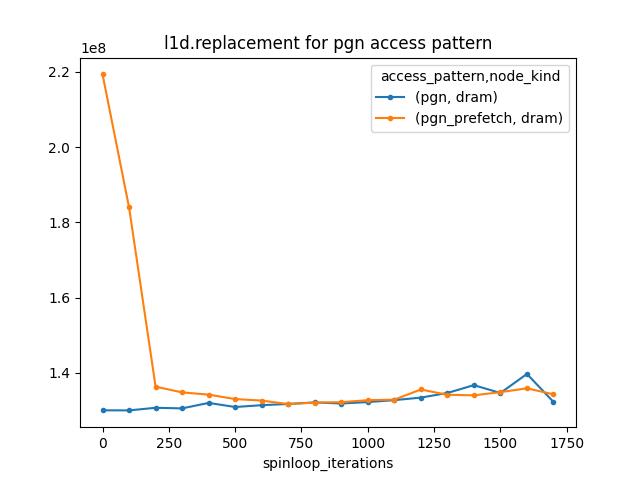 l1d.replacement for pgn access pattern
1e8
access_pattern,node_kind
(pgn, dram)
(pgn_prefetch, dram)
2.2
2.0
1.8
1.6
1.4
0 250 500 750 1000 1250 1500 1750
spinloop_iterations